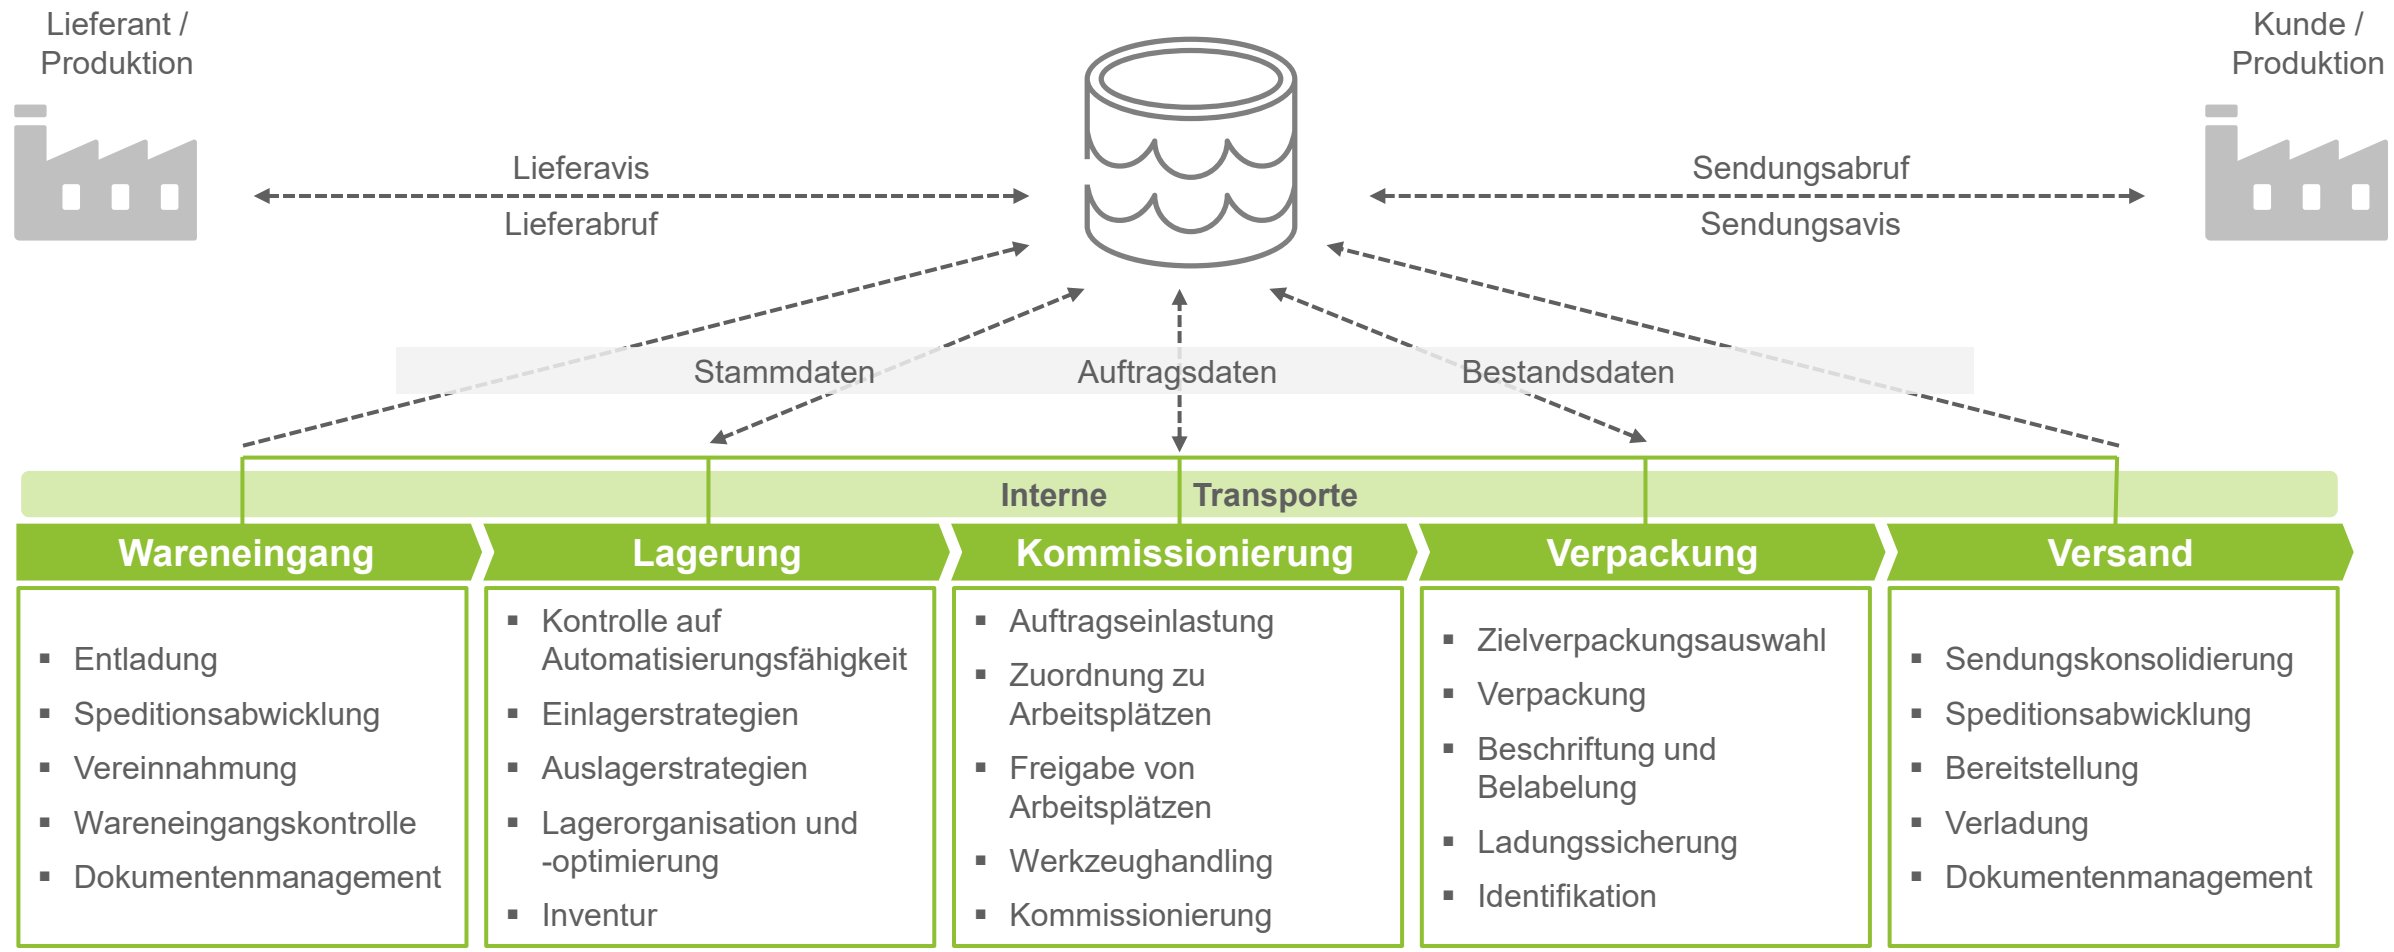 Lieferant /
Produktion
Kunde /
Produktion
Lieferavis
Lieferabruf
Sendungsabruf
Sendungsavis
Stammdaten
Auftragsdaten
Bestandsdaten
Interne Transporte
Wareneingang
Lagerung
Kommissionierung
Verpackung
Versand
▪ Entladung
▪ Speditionsabwicklung
▪ Vereinnahmung
▪ Wareneingangskontrolle
▪ Dokumentenmanagement
▪ Kontrolle auf
Automatisierungsfähigkeit
▪ Einlagerstrategien
▪ Auslagerstrategien
▪ Lagerorganisation und
-optimierung
▪ Inventur
▪ Auftragseinlastung
▪ Zuordnung zu
Arbeitsplätzen
▪ Freigabe von
Arbeitsplätzen
▪ Werkzeughandling
▪ Kommissionierung
▪ Zielverpackungsauswahl
▪ Verpackung
▪ Beschriftung und
Belabelung
▪ Ladungssicherung
▪ Identifikation
▪ Sendungskonsolidierung
▪ Speditionsabwicklung
▪ Bereitstellung
▪ Verladung
▪ Dokumentenmanagement